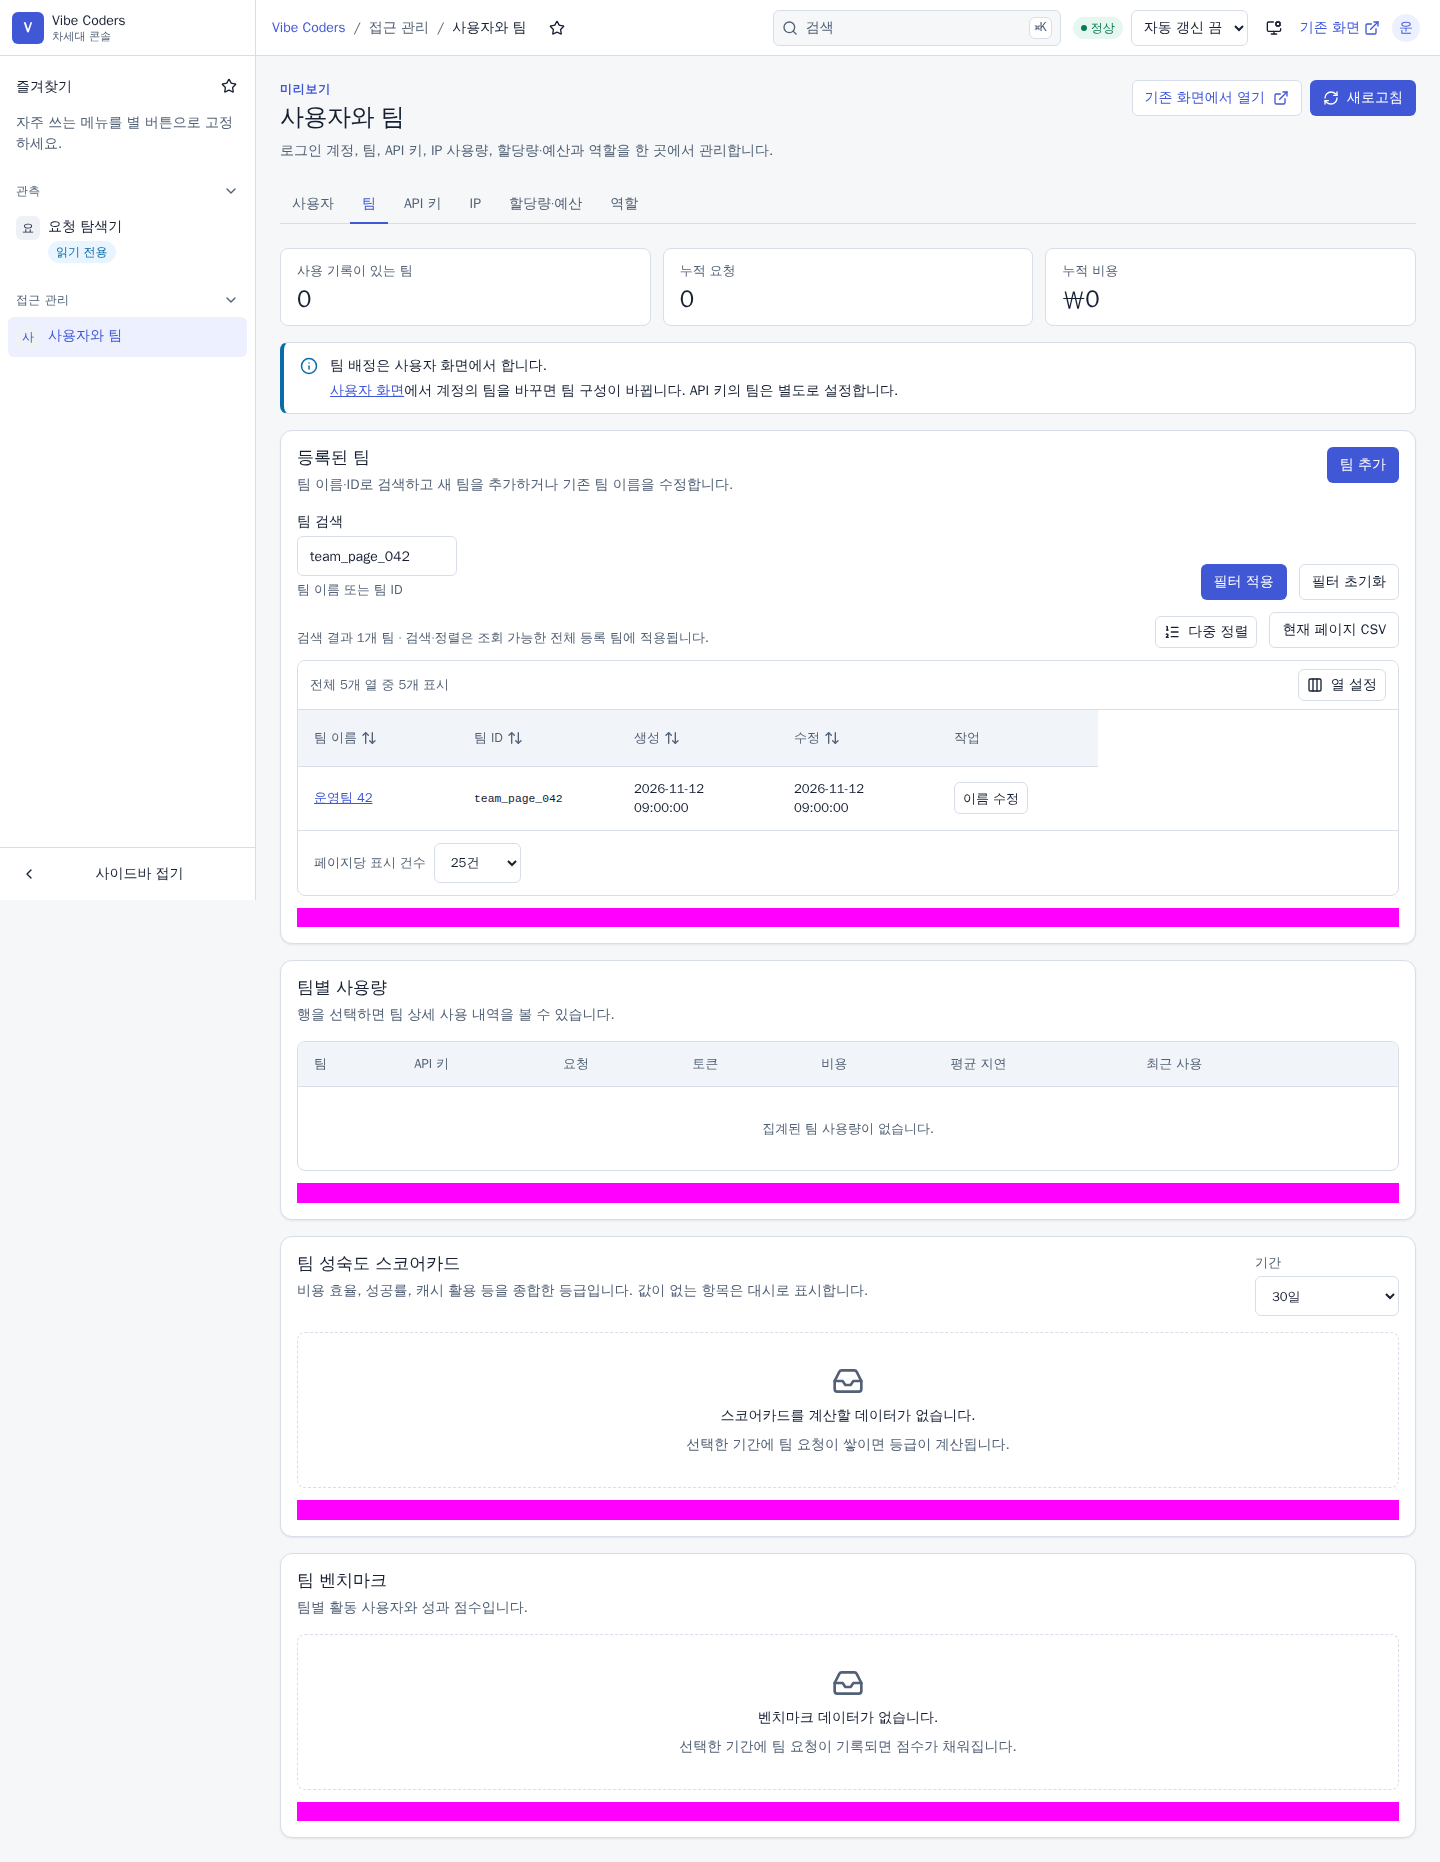 V
Vibe Coders
차세대 콘솔
Vibe Coders / 접근 관리 / 사용자와 팀
검색
⌘K
정상
자동 갱신 끔
기존 화면
운
즐겨찾기
자주 쓰는 메뉴를 별 버튼으로 고정
하세요.
관측
요 요청 탐색기
읽기 전용
접근 관리
사 사용자와 팀
사이드바 접기
미리보기
사용자와 팀
로그인 계정, 팀, API 키, IP 사용량, 할당량·예산과 역할을 한 곳에서 관리합니다.
기존 화면에서 열기
새로고침
사용자 팀 API 키 IP 할당량·예산 역할
사용 기록이 있는 팀
0
누적 요청
0
누적 비용
₩0
팀 배정은 사용자 화면에서 합니다.
사용자 화면에서 계정의 팀을 바꾸면 팀 구성이 바뀝니다. API 키의 팀은 별도로 설정합니다.
등록된 팀
팀 이름·ID로 검색하고 새 팀을 추가하거나 기존 팀 이름을 수정합니다.
팀 추가
팀 검색
team_page_042
팀 이름 또는 팀 ID
필터 적용
필터 초기화
검색 결과 1개 팀 · 검색·정렬은 조회 가능한 전체 등록 팀에 적용됩니다.
다중 정렬
현재 페이지 CSV
전체 5개 열 중 5개 표시
열 설정
팀 이름 팀 ID 생성 수정 작업
운영팀 42 team_page_042 2026-11-12 09:00:00 2026-11-12 09:00:00 이름 수정
페이지당 표시 건수 25건
팀별 사용량
행을 선택하면 팀 상세 사용 내역을 볼 수 있습니다.
팀 API 키 요청 토큰 비용 평균 지연 최근 사용
집계된 팀 사용량이 없습니다.
팀 성숙도 스코어카드
비용 효율, 성공률, 캐시 활용 등을 종합한 등급입니다. 값이 없는 항목은 대시로 표시합니다.
기간
30일
스코어카드를 계산할 데이터가 없습니다.
선택한 기간에 팀 요청이 쌓이면 등급이 계산됩니다.
팀 벤치마크
팀별 활동 사용자와 성과 점수입니다.
벤치마크 데이터가 없습니다.
선택한 기간에 팀 요청이 기록되면 점수가 채워집니다.